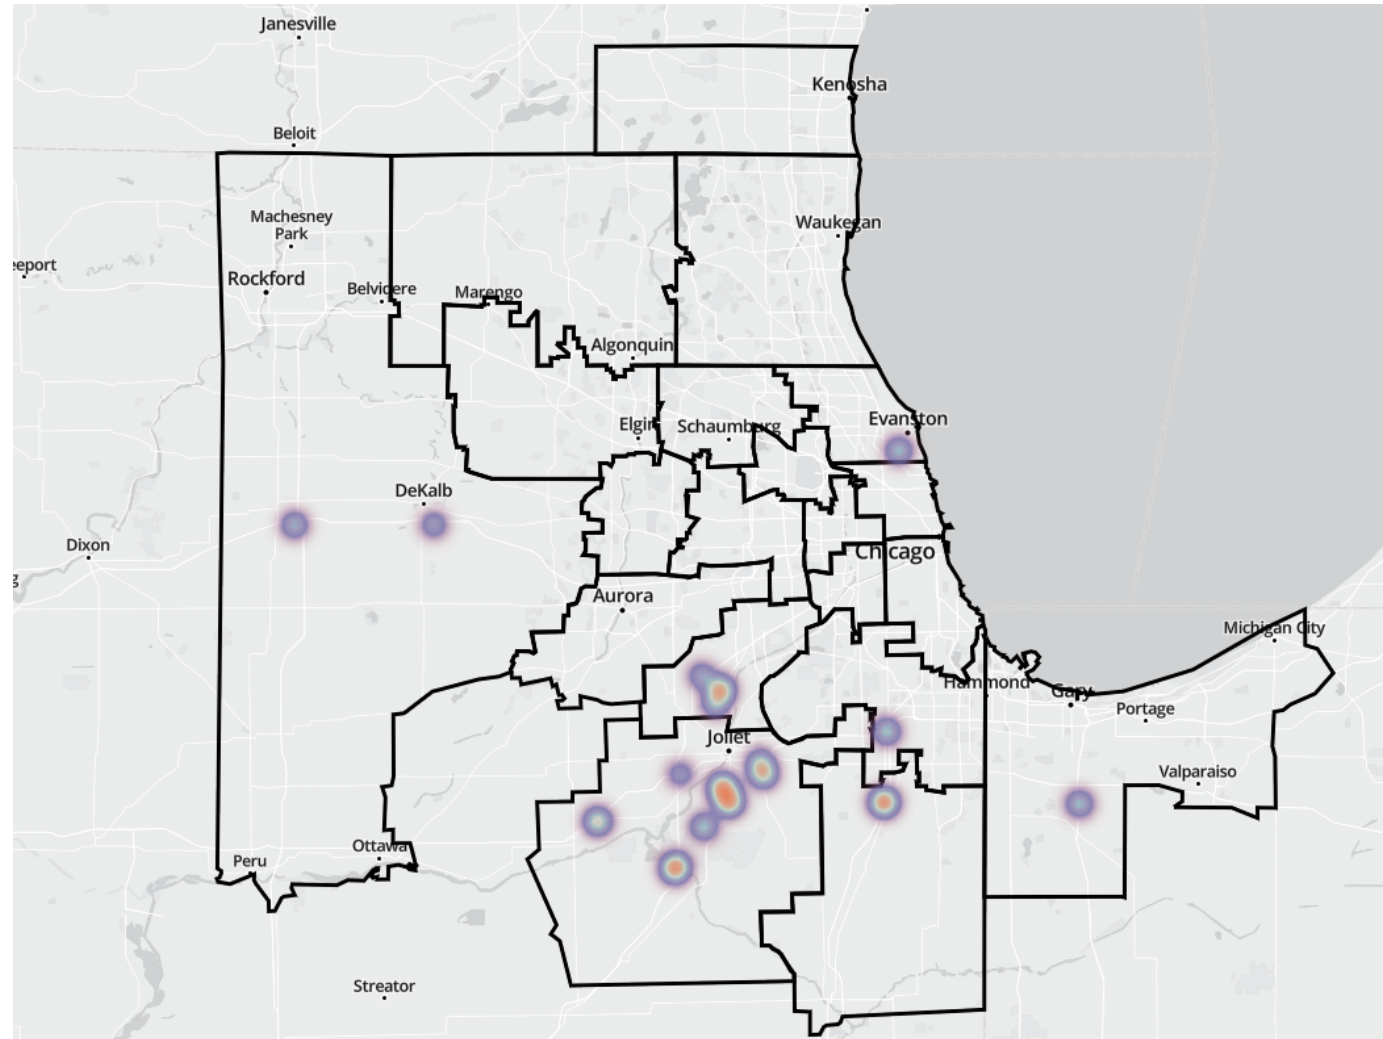 Janesville
Kenosha
Beloit
Machesney
Park
Waukegan
eeport
Rockford
Belvidere
Marengo
Algonquin
Evanston
Elgin
Schaumburg
DeKalb
Dixon
Chicago
g
Aurora
Michigan City
Hammond
Gary
Portage
Joliet
Valparaiso
Ottawa
Peru
Streator